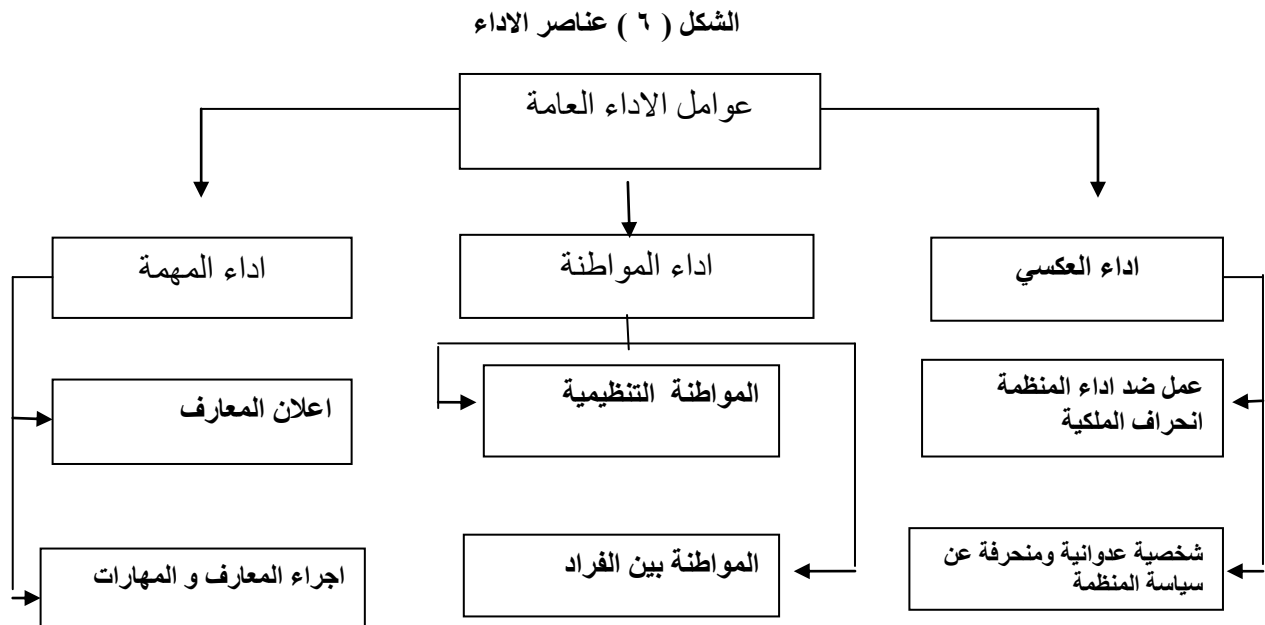 الشكل ( ٦ ) عناصر الاداء
عوامل الاداء العامة
اداء العكسي
اداء المواطنة
اداء المهمة
عمل ضد اداء المنظمة
انحراف الملكية
المواطنة التنظيمية
اعلان المعارف
شخصية عدوانية ومنحرفة عن
سياسة المنظمة
المواطنة بين الفراد
اجراء المعارف و المهارات